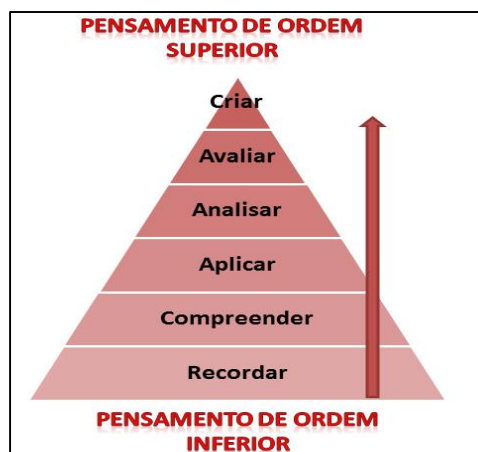 PENSAMENTO DE ORDEM
SUPERIOR
Criar
Avaliar
Analisar
Aplicar
Compreender
Recordar
PENSAMENTO DE ORDEM
INFERIOR